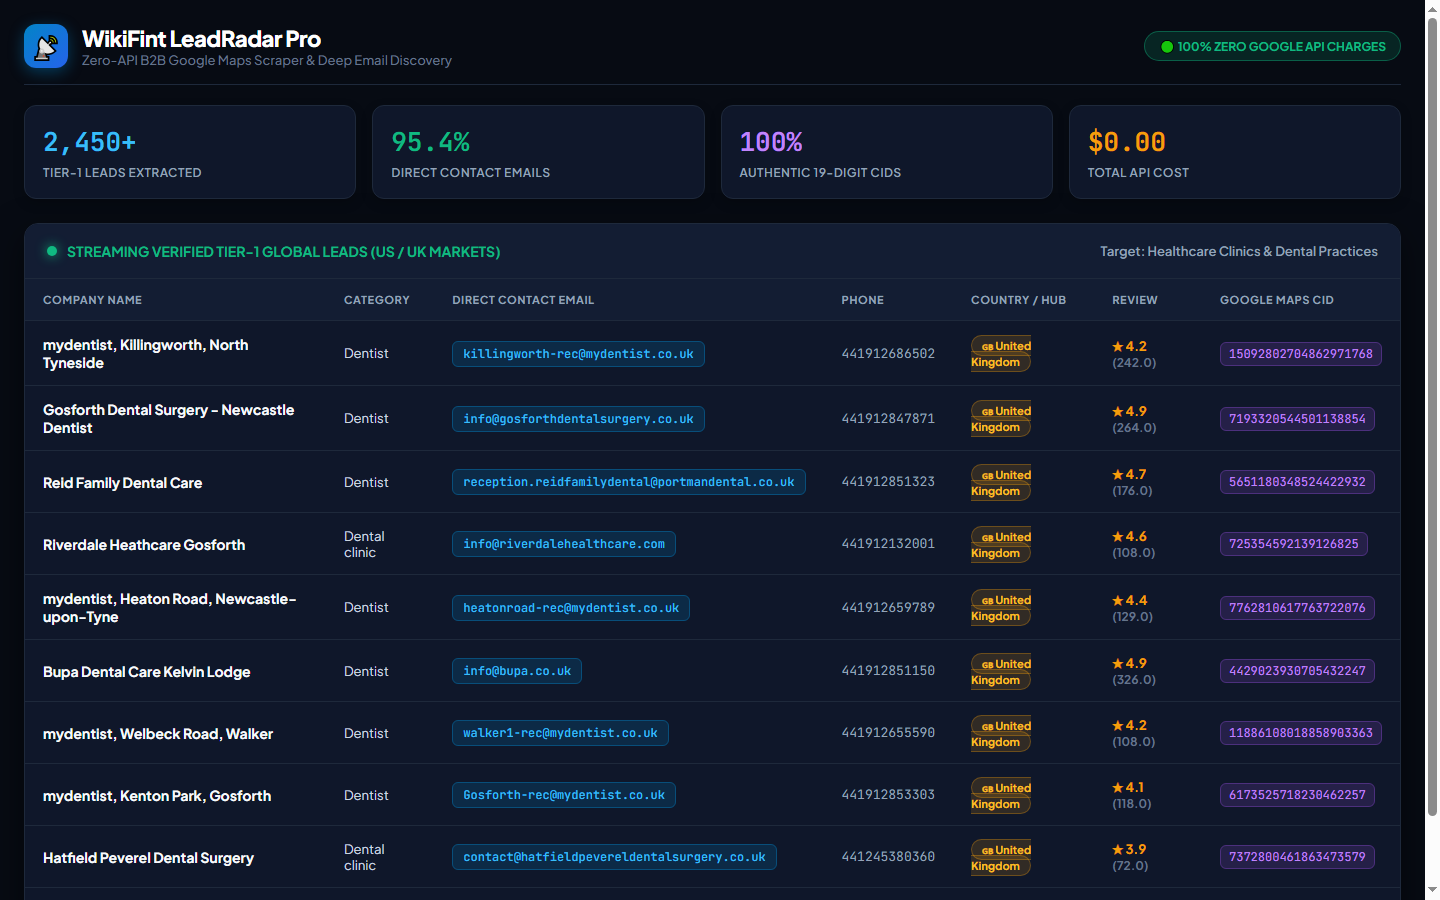 WikiFint LeadRadar Pro
Zero-API B2B Google Maps Scraper & Deep Email Discovery
100% ZERO GOOGLE API CHARGES
2,450+
TIER-1 LEADS EXTRACTED
95.4%
DIRECT CONTACT EMAILS
100%
AUTHENTIC 19-DIGIT CIDS
$0.00
TOTAL API COST
STREAMING VERIFIED TIER-1 GLOBAL LEADS (US / UK MARKETS)
Target: Healthcare Clinics & Dental Practices
COMPANY NAME CATEGORY DIRECT CONTACT EMAIL PHONE COUNTRY / HUB REVIEW GOOGLE MAPS CID
mydentist, Killingworth, North
Tyneside
Dentist
killingworth-rec@mydentist.co.uk
441912686502
GB United
Kingdom
★ 4.2
(242.0)
15092802704862971768
Gosforth Dental Surgery - Newcastle
Dentist
Dentist
info@gosforthdentalsurgery.co.uk
441912847871
GB United
Kingdom
★ 4.9
(264.0)
7193320544501138854
Reid Family Dental Care
Dentist
reception.reidfamilydental@portmandental.co.uk
441912851323
GB United
Kingdom
★ 4.7
(176.0)
5651180348524422932
Riverdale Heathcare Gosforth
Dental
clinic
info@riverdalehealthcare.com
441912132001
GB United
Kingdom
★ 4.6
(108.0)
725354592139126825
mydentist, Heaton Road, Newcastle-
upon-Tyne
Dentist
heatonroad-rec@mydentist.co.uk
441912659789
GB United
Kingdom
★ 4.4
(129.0)
7762810617763722076
Bupa Dental Care Kelvin Lodge
Dentist
info@bupa.co.uk
441912851150
GB United
Kingdom
★ 4.9
(326.0)
4429023930705432247
mydentist, Welbeck Road, Walker
Dentist
walker1-rec@mydentist.co.uk
441912655590
GB United
Kingdom
★ 4.2
(108.0)
11886108018858903363
mydentist, Kenton Park, Gosforth
Dentist
Gosforth-rec@mydentist.co.uk
441912853303
GB United
Kingdom
★ 4.1
(118.0)
6173525718230462257
Hatfield Peverel Dental Surgery
Dental
clinic
contact@hatfieldpevereldentalsurgery.co.uk
441245380360
GB United
Kingdom
★ 3.9
(72.0)
7372800461863473579